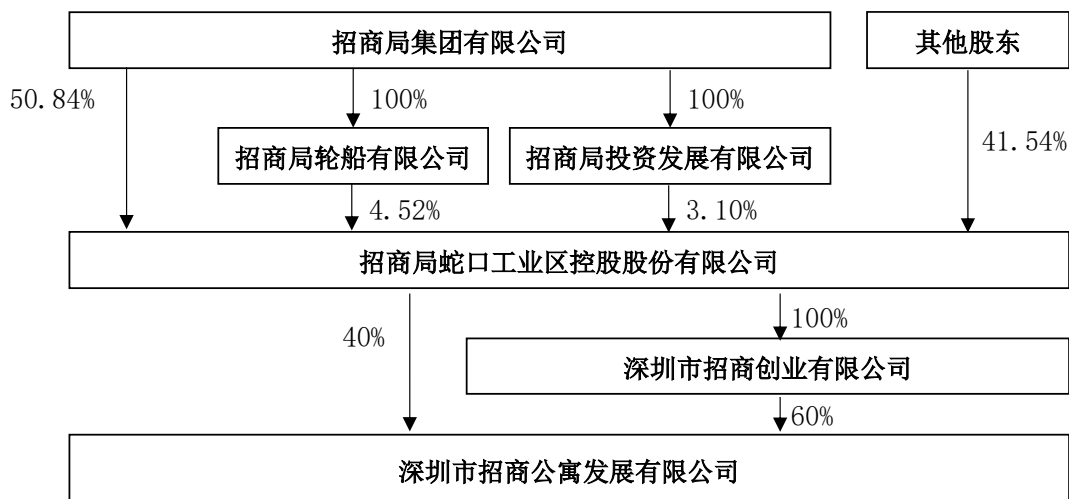 招商局集团有限公司
其他股东
50.84%
100%
100%
41.54%
招商局轮船有限公司
招商局投资发展有限公司
4.52%
3.10%
招商局蛇口工业区控股股份有限公司
40%
100%
深圳市招商创业有限公司
60%
深圳市招商公寓发展有限公司